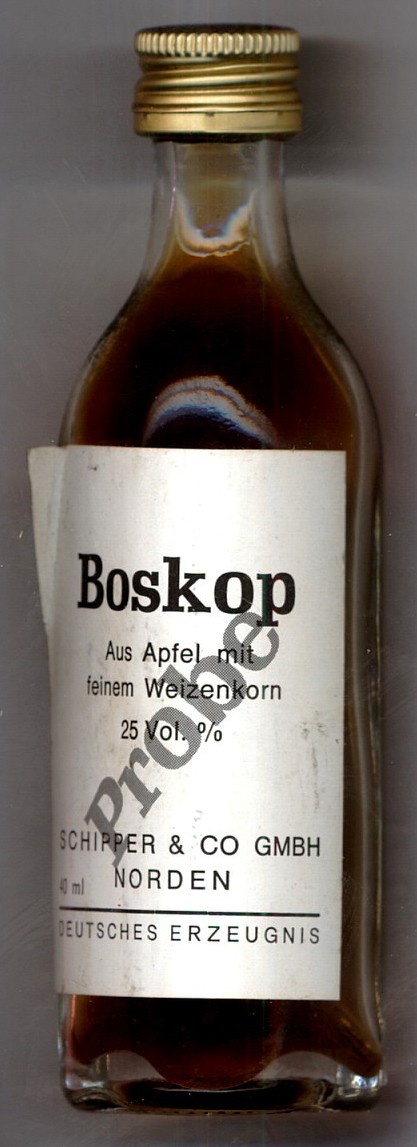 Boskop
Aus Apfel mit
feinem Weizenkorn
25 Vol. %
Probe
SCHIPPER & CO GMBH
40 ml NORDEN
DEUTSCHES ERZEUGNIS